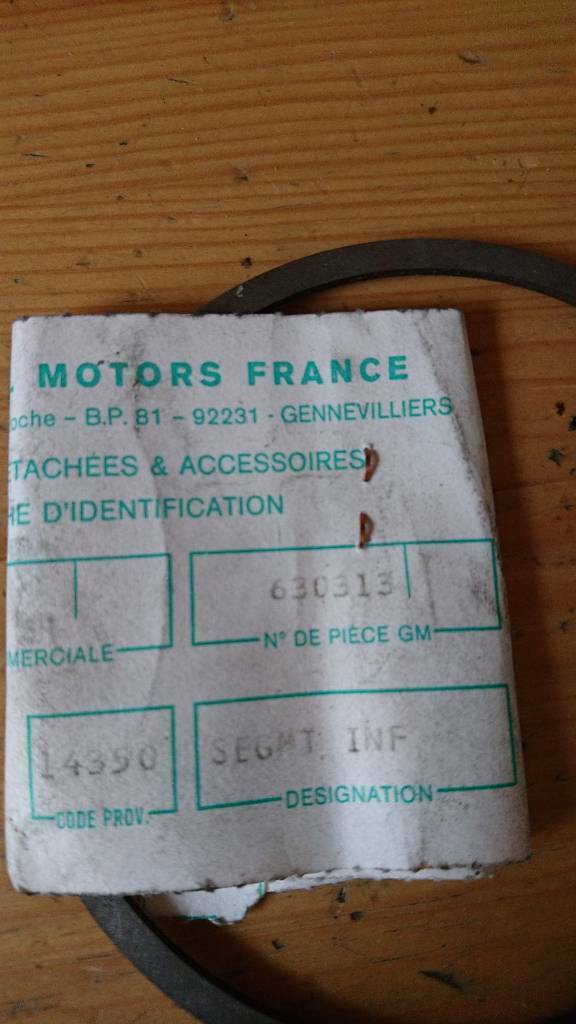 MOTORS FRANCE
oche - B.P. 81 - 92231 - GENNEVILLIERS
TACHÉES & ACCESSOIRES
HE D'IDENTIFICATION
630313
MERCIALE
N° DE PIÈCE GM
14390
SEGMT INF
CODE PROV.
DESIGNATION